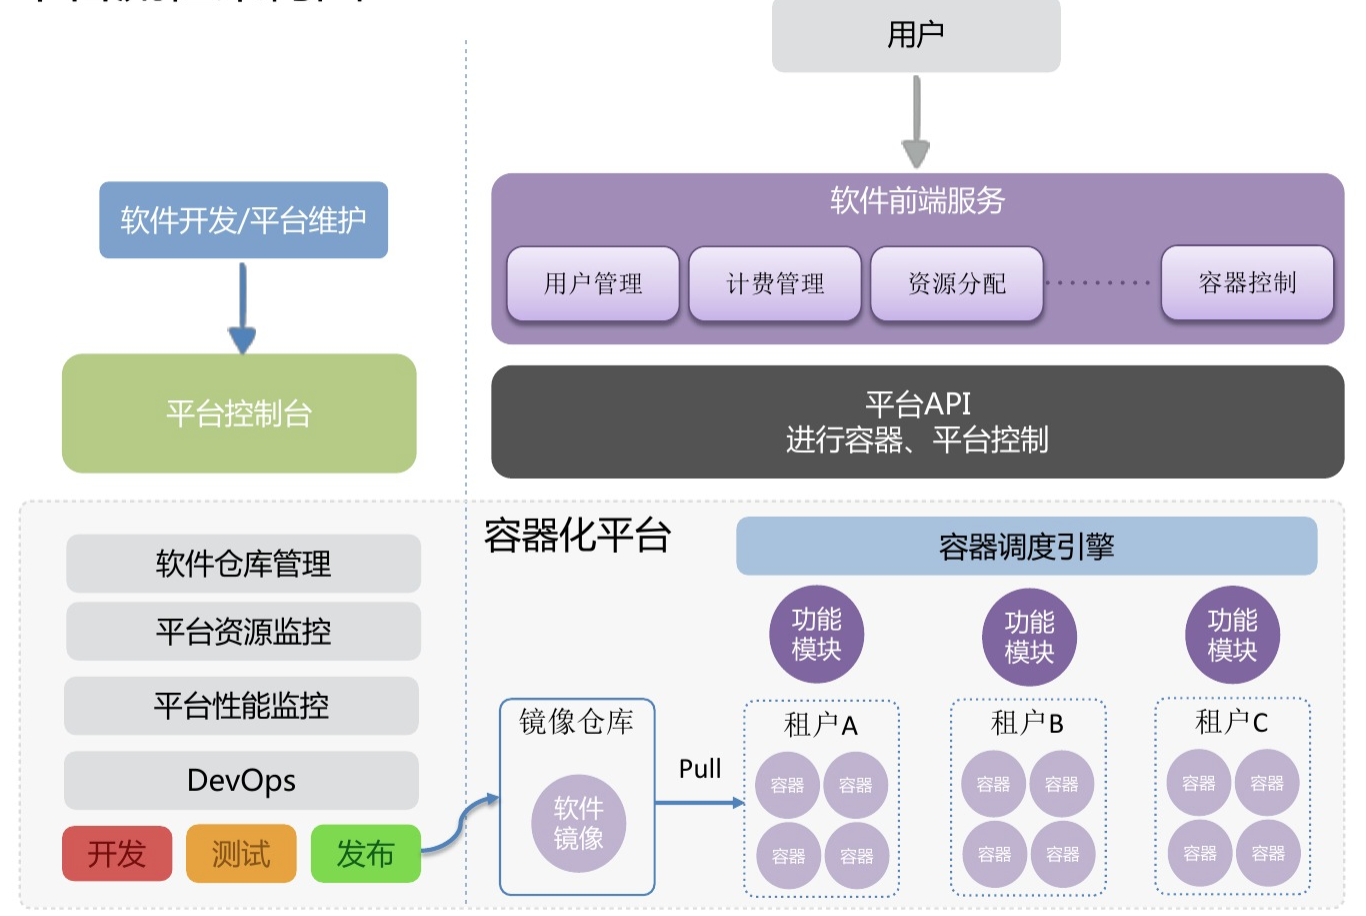 用户
软件开发/平台维护
平台控制台
软件前端服务
用户管理
计费管理
资源分配
容器控制
平台API
进行容器、平台控制
容器化平台
软件仓库管理
平台资源监控
平台性能监控
DevOps
开发
测试
发布
镜像仓库
软件
镜像
Pull
容器调度引擎
功能
模块
功能
模块
功能
模块
租户A
容器
容器
容器
容器
租户B
容器
容器
容器
容器
租户C
容器
容器
容器
容器